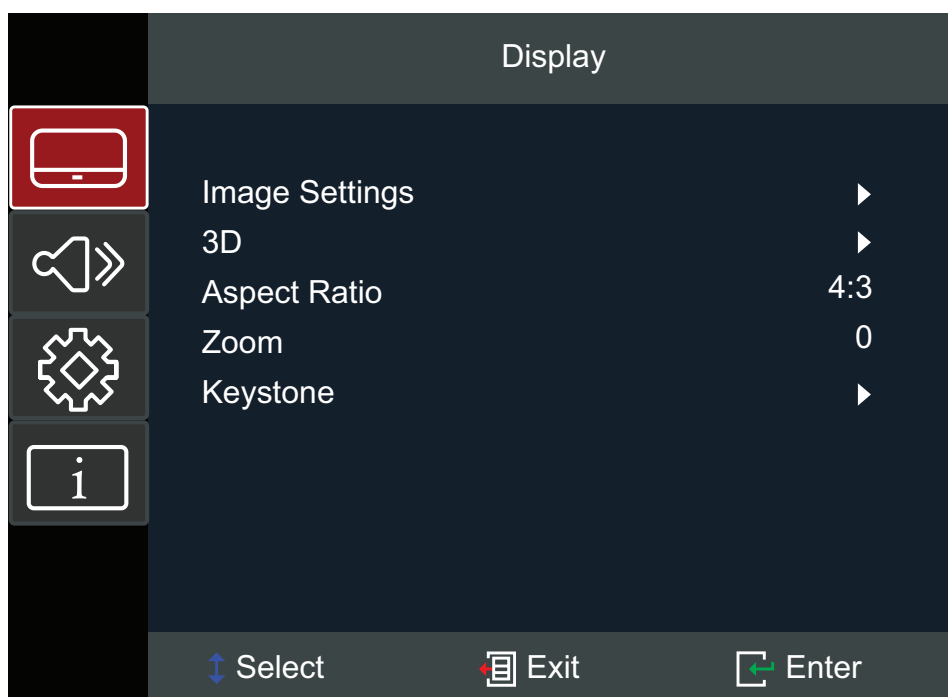 Display
Image Settings
3D
Aspect Ratio 4:3
Zoom 0
Keystone
i
Select Exit Enter